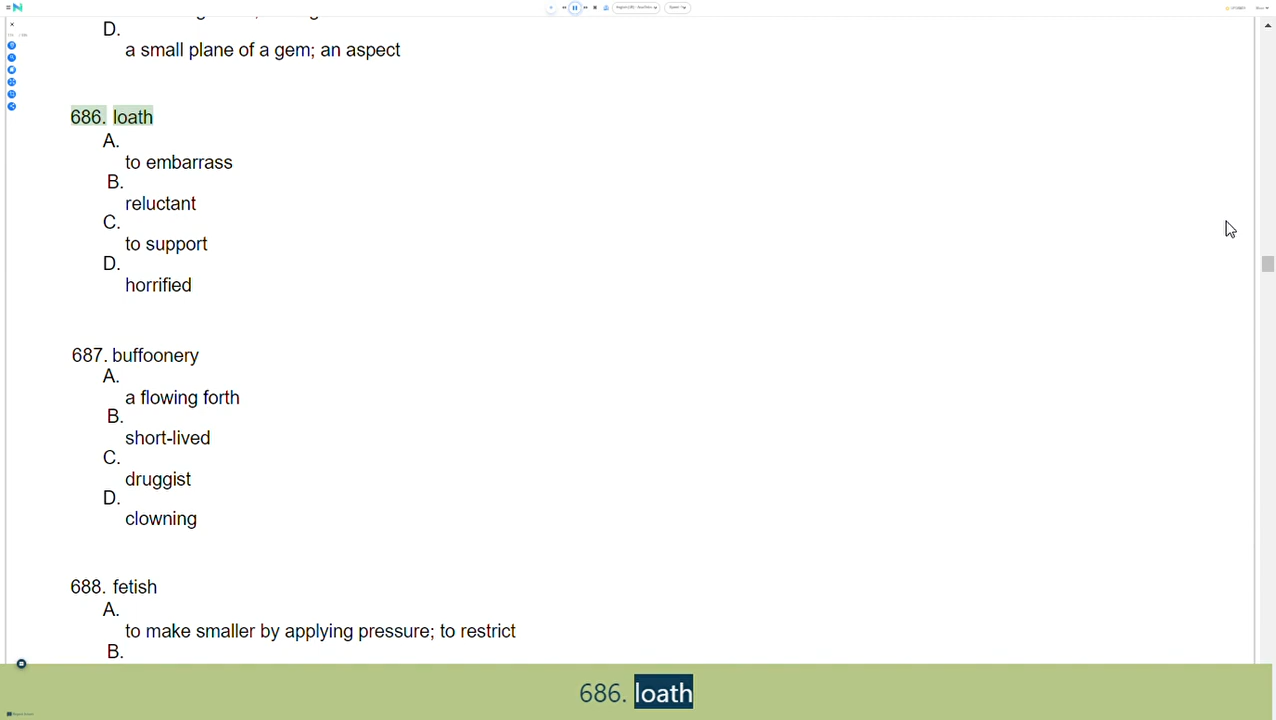 D.
a small plane of a gem; an aspect
686. loath
A.
to embarrass
B.
reluctant
C.
to support
D.
horrified
687. buffoonery
A.
a flowing forth
B.
short-lived
C.
druggist
D.
clowning
688. fetish
A.
to make smaller by applying pressure; to restrict
B.
686. loath